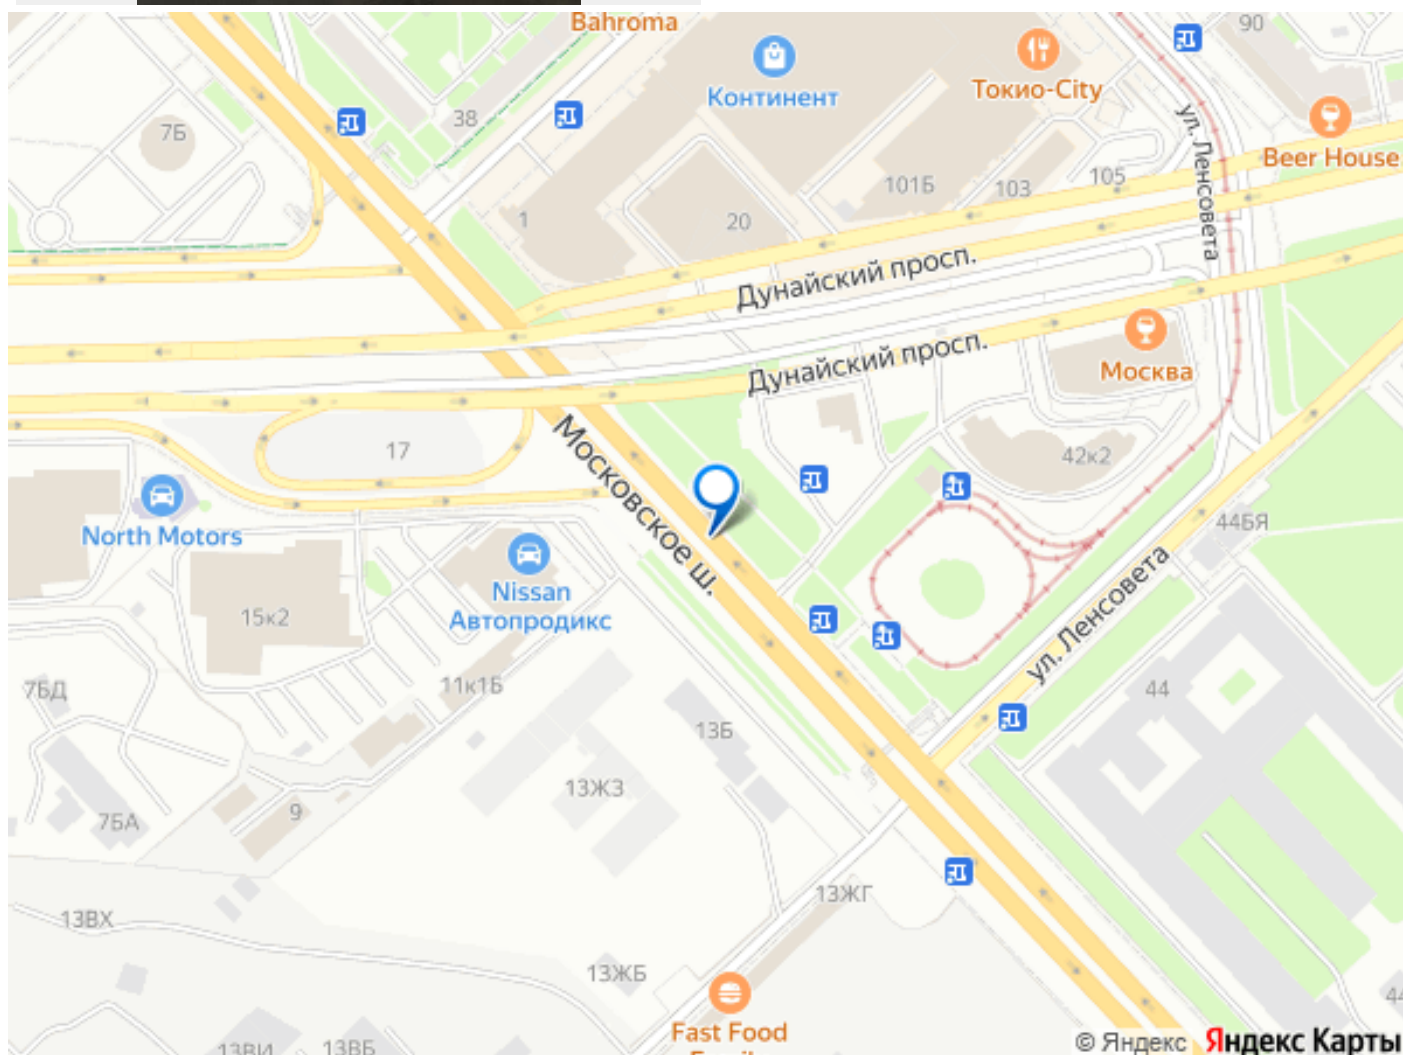 Bahroma
90
Континент
Токио-City
ул. Ленсовета
Beer House
38
7Б
101Б
103
105
1
20
Дунайский просп.
Дунайский просп.
Москва
Московское ш.
17
42к2
North Motors
44БЯ
Nissan
Автопродикс
15к2
ул. Ленсовета
7БД
11к1Б
44
13Б
13ЖЗ
9
7БА
13ЖГ
13ВХ
13ЖБ
Fast Food
13ВИ
13ВБ
© Яндекс Яндекс Карты